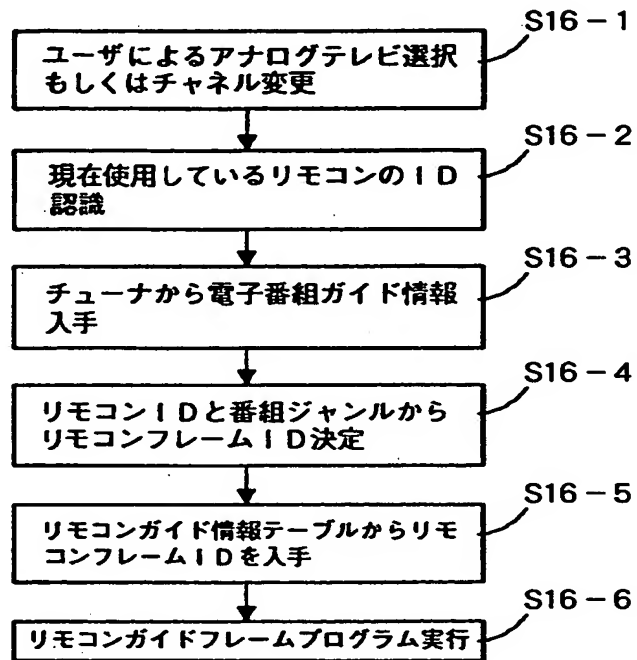 S16-1
ユーザによるアナログテレビ選択
もしくはチャネル変更
S16-2
現在使用しているリモコンのID
認識
S16-3
チューナから電子番組ガイド情報
入手
S16-4
リモコンIDと番組ジャンルから
リモコンフレームID決定
S16-5
リモコンガイド情報テーブルからリモ
コンフレームIDを入手
S16-6
リモコンガイドフレームプログラム実行